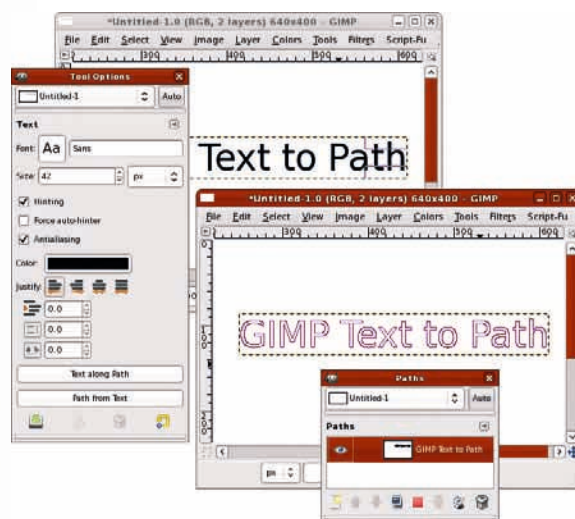 *Untitled-1.0 (RGB, 2 layers) 640x400 - GIMP
File Edit Select View Image Layer Colors Tools Filters Script-Fu
300 400 500 600
Tool Options
Untitled-1 Auto
Text
Font: Aa Sans
Size: 42 px
Hinting
Force auto-hinter
Antialiasing
Color:
Justify:
0.0
0.0
0.0
Text along Path
Path from Text
Text to Path
*Untitled-1.0 (RGB, 2 layers) 640x400 - GIMP
File Edit Select View Image Layer Colors Tools Filters Script-Fu
300 400 500 600
GIMP Text to Path
px
Paths
Untitled-1 Auto
Paths
GIMP Text to Path